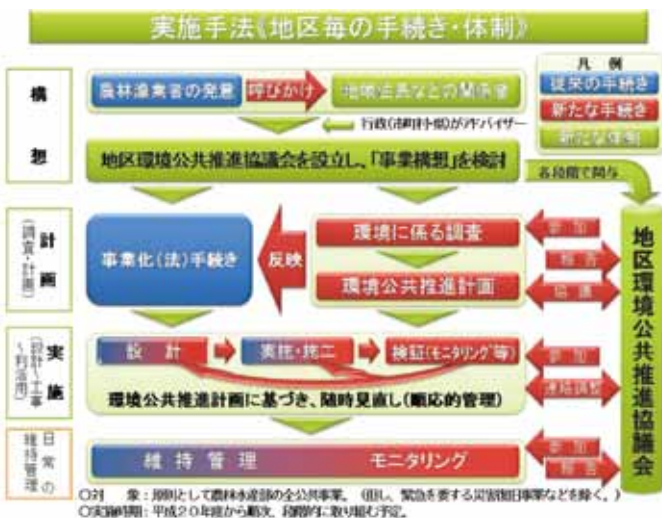 実施手法《地区毎の手続き・体制》
凡 例
従来の手続き
新たな手続き
新たな体制
構想
農林漁業者の発意
呼びかけ
地域住民などの関係者
行政(市町村・県)がアドバイザー
地区環境公共推進協議会を設立し、「事業構想」を検討
各段階で関与
計画
(調査・計画)
事業化(法)手続き
反映
環境に係る調査
環境公共推進計画
参 加
報 告
協 議
地区環境公共推進協議会
実施
(設計~工事~利活用)
設 計
実施・施工
検証(モニタリング等)
環境公共推進計画に基づき、随時見直し(順応的管理)
参 加
連絡調整
日常の維持管理
維 持 管 理
モニタリング
参 加
報 告
○対 象:原則として農林水産部の全公共事業。(但し、緊急を要する災害復旧事業などを除く。)
○実施時期:平成20年度から順次、段階的に取り組む予定。